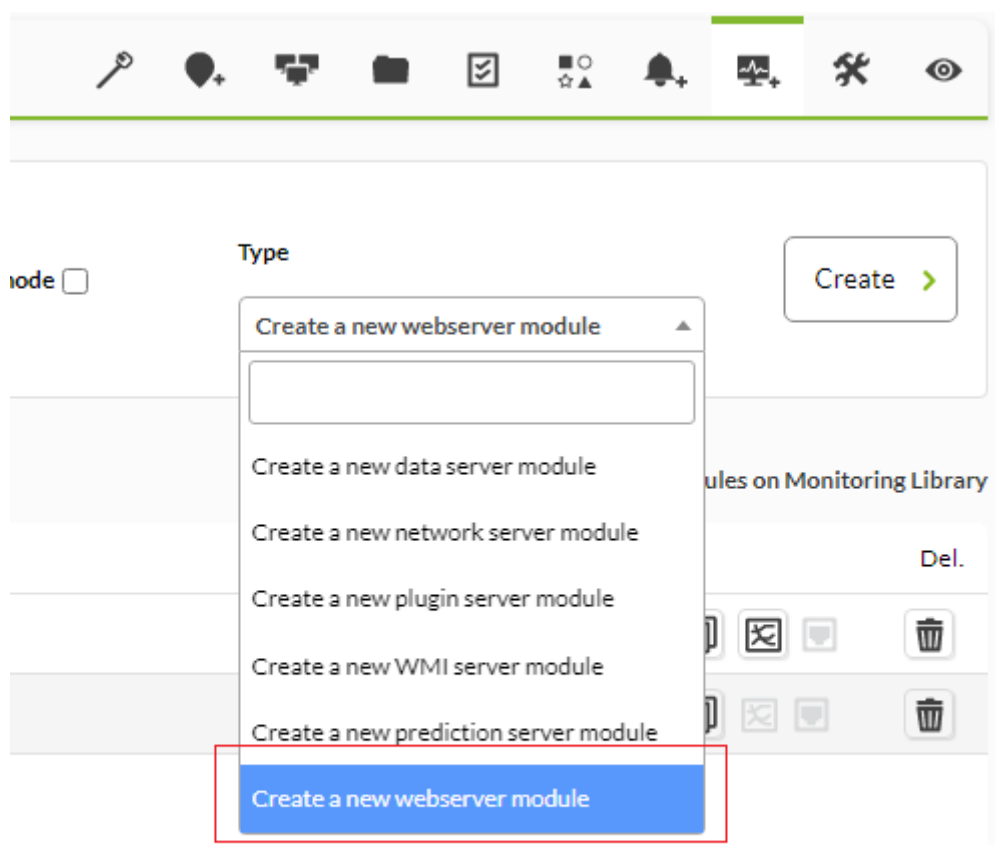 Type
node
Create
Create a new webserver module
Create a new data server module
ules on Monitoring Library
Create a new network server module
Del.
Create a new plugin server module
Create a new WMI server module
Create a new prediction server module
Create a new webserver module